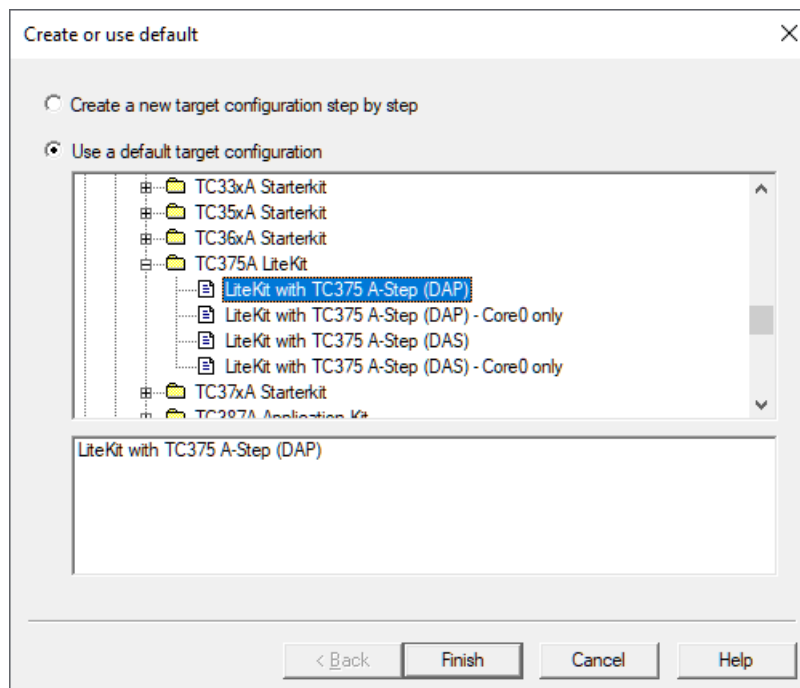 Create or use default
Create a new target configuration step by step
Use a default target configuration
TC33xA Starterkit
TC35xA Starterkit
TC36xA Starterkit
TC375A LiteKit
LiteKit with TC375 A-Step (DAP)
LiteKit with TC375 A-Step (DAP) - Core0 only
LiteKit with TC375 A-Step (DAS)
LiteKit with TC375 A-Step (DAS) - Core0 only
TC37xA Starterkit
TC387A Application Kit
LiteKit with TC375 A-Step (DAP)
< Back
Finish
Cancel
Help